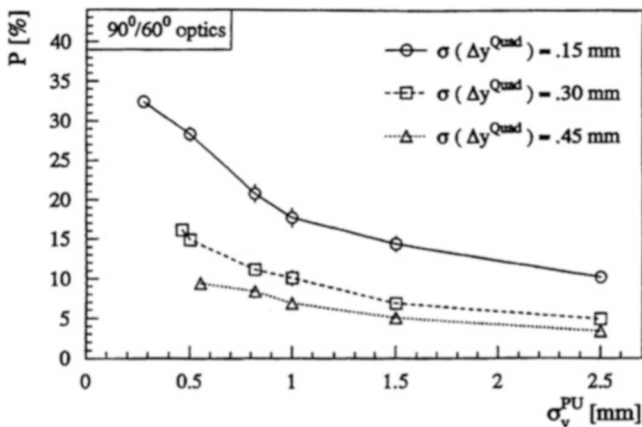 P [%]
90⁰/60⁰ optics
σ ( Δy^Quad ) = .15 mm
σ ( Δy^Quad ) = .30 mm
σ ( Δy^Quad ) = .45 mm
40
35
30
25
20
15
10
5
0
0 0.5 1 1.5 2 2.5
σ_y^PU [mm]